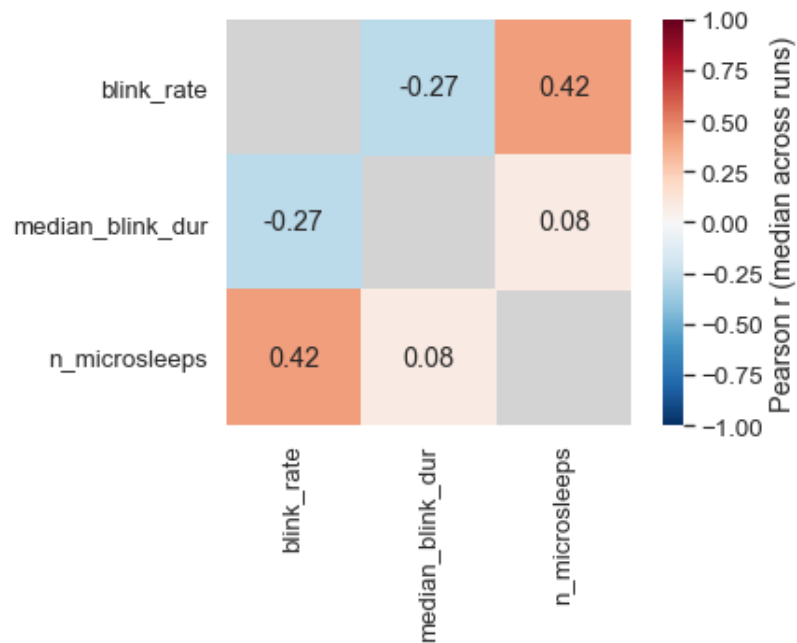 blink_rate
-0.27
0.42
median_blink_dur
-0.27
0.08
n_microsleeps
0.42
0.08
blink_rate
median_blink_dur
n_microsleeps
1.00
0.75
0.50
0.25
0.00
−0.25
−0.50
−0.75
−1.00
Pearson r (median across runs)